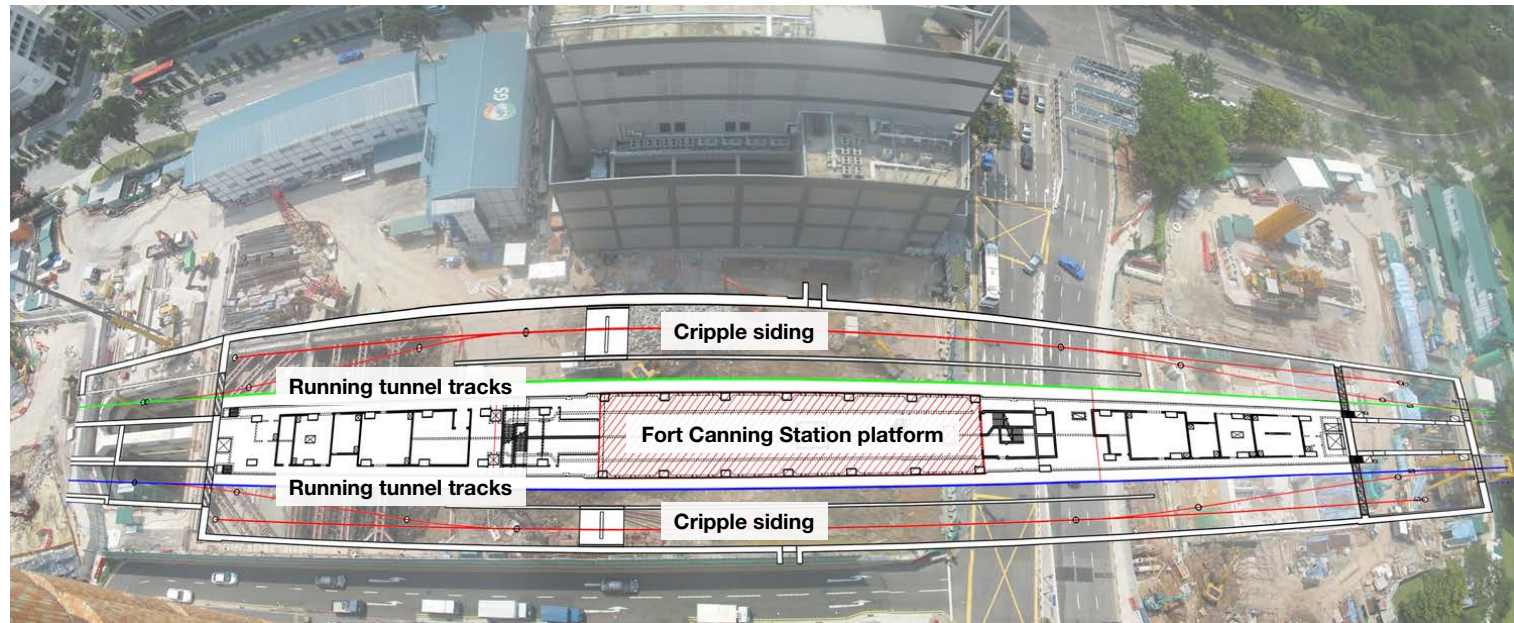 GS
Cripple siding
Running tunnel tracks
Fort Canning Station platform
Running tunnel tracks
Cripple siding